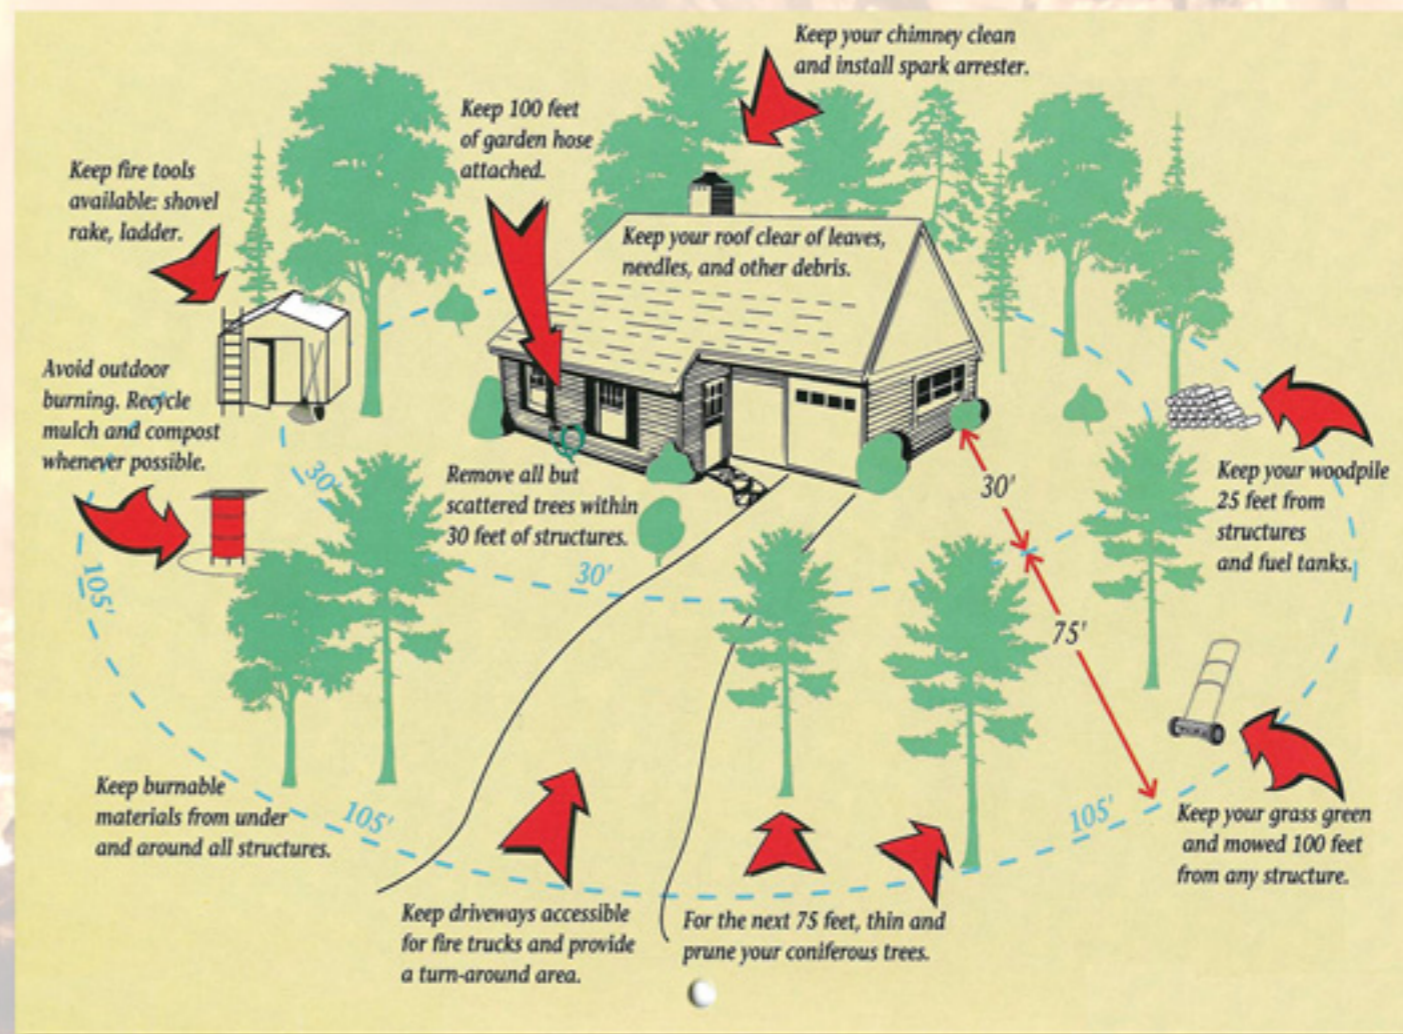 Keep your chimney clean
and install spark arrester.
Keep 100 feet
of garden hose
attached.
Keep fire tools
available: shovel
rake, ladder.
Keep your roof clear of leaves,
needles, and other debris.
Avoid outdoor
burning. Recycle
mulch and compost
whenever possible.
Remove all but
scattered trees within
30 feet of structures.
30'
30'
30'
Keep your woodpile
25 feet from
structures
and fuel tanks.
105'
75'
Keep burnable
materials from under
and around all structures.
105'
105'
Keep your grass green
and mowed 100 feet
from any structure.
Keep driveways accessible
for fire trucks and provide
a turn-around area.
For the next 75 feet, thin and
prune your coniferous trees.